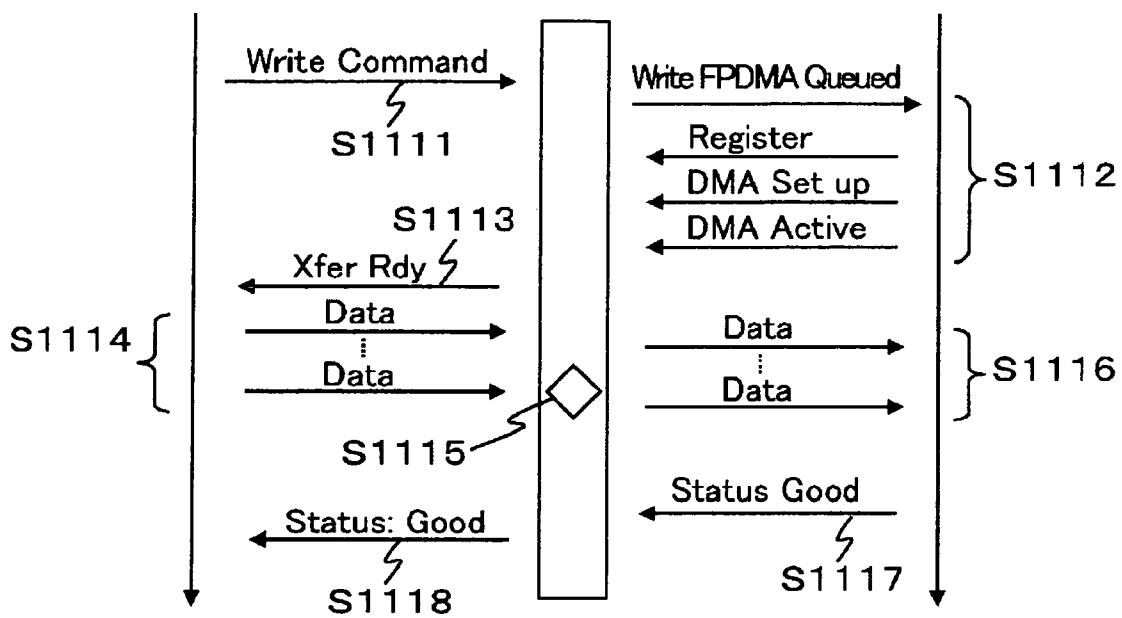 Write Command
Write FPDMA Queued
S1111
Register
DMA Set up
S1112
S1113
DMA Active
Xfer Rdy
Data
S1114
Data
Data
S1116
Data
S1115
Status Good
Status: Good
S1117
S1118